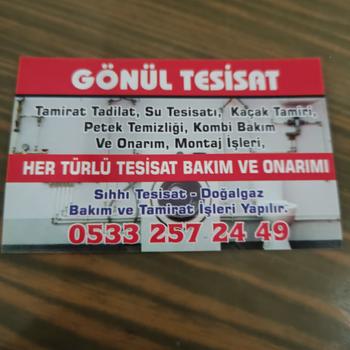 GÖNÜL TESİSAT
Tamirat Tadilat, Su Tesisatı, Kaçak Tamiri,
Petek Temizliği, Kombi Bakım
Ve Onarım, Montaj İşleri,
HER TÜRLÜ TESİSAT BAKIM VE ONARIMI
Sıhhi Tesisat - Doğalgaz
Bakım ve Tamirat İşleri Yapılır.
0533 257 24 49